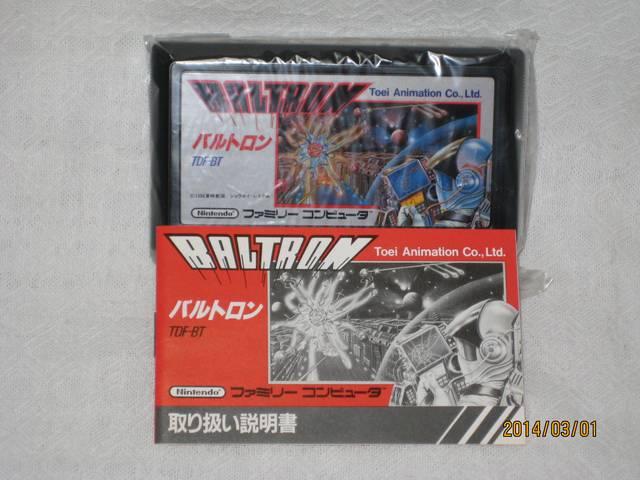 BALTRON
Toei Animation Co., Ltd.
バルトロン
TDF-BT
Nintendo ファミリー コンピュータ
BALTRON
Toei Animation Co., Ltd.
バルトロン
TDF-BT
Nintendo ファミリー コンピュータ
取り扱い説明書
2014/03/01